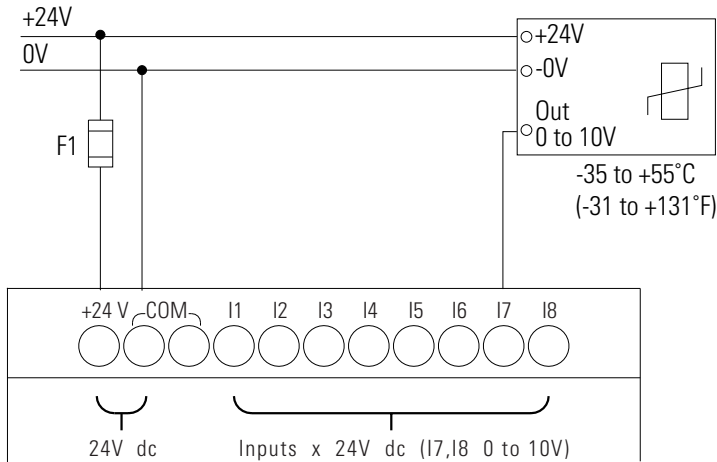 +24V
0V
+24V
-0V
Out
0 to 10V
F1
-35 to +55˚C
(-31 to +131˚F)
+24 V COM I1 I2 I3 I4 I5 I6 I7 I8
24V dc Inputs x 24V dc (I7,I8 0 to 10V)